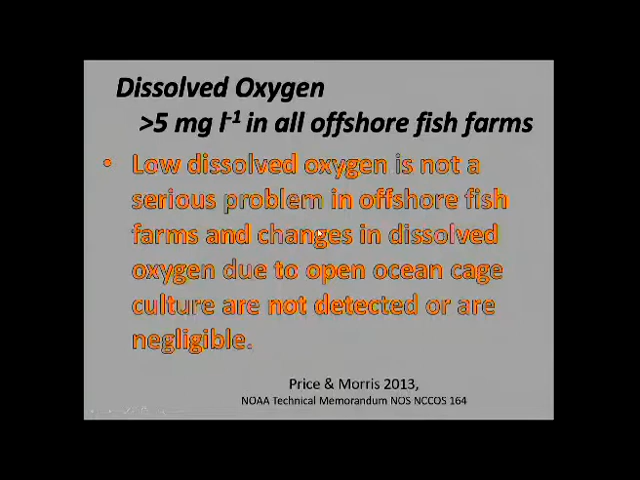 Dissolved Oxygen
>5 mg l-1 in all offshore fish farms
• Low dissolved oxygen is not a
serious problem in offshore fish
farms and changes in dissolved
oxygen due to open ocean cage
culture are not detected or are
negligible.
Price & Morris 2013,
NOAA Technical Memorandum NOS NCCOS 164